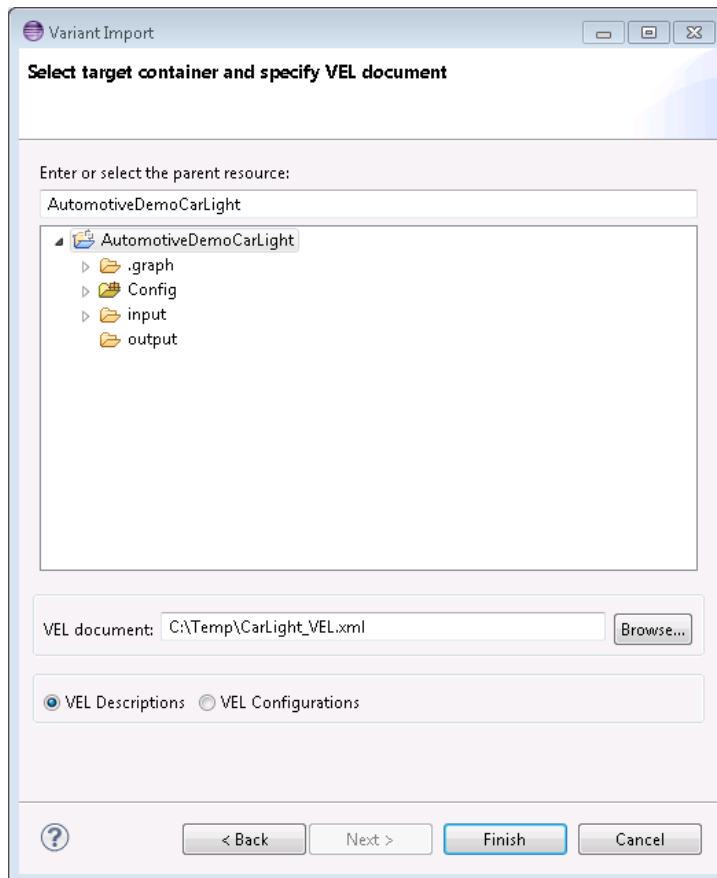 Variant Import
Select target container and specify VEL document
Enter or select the parent resource:
AutomotiveDemoCarLight
AutomotiveDemoCarLight
.graph
Config
input
output
VEL document: C:\Temp\CarLight_VEL.xml Browse...
VEL Descriptions VEL Configurations
? < Back Next > Finish Cancel